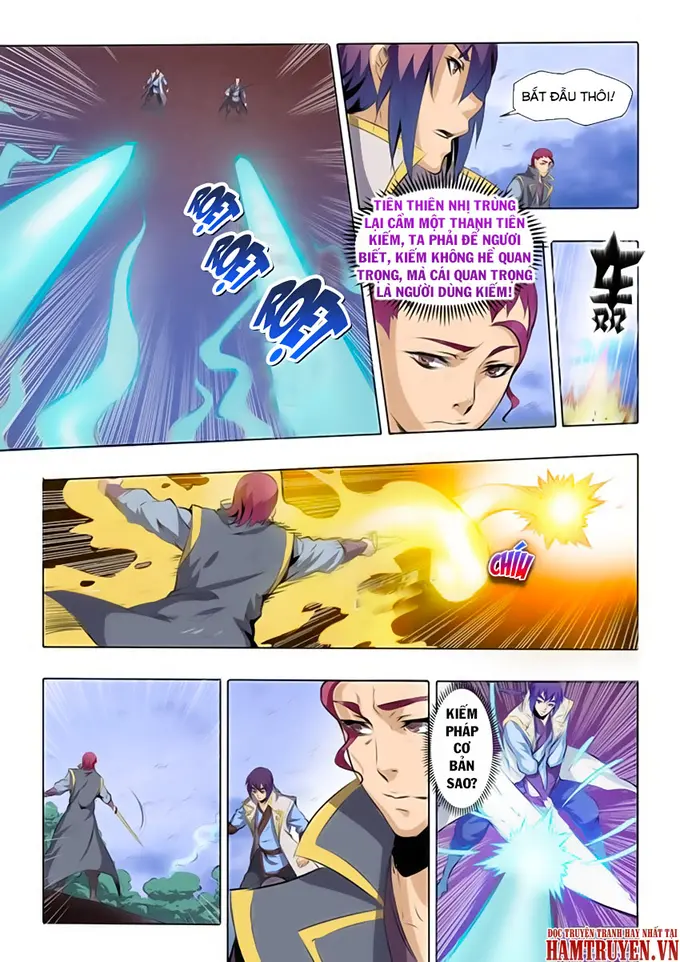 BẮT ĐẦU THÔI!
TIÊN THIÊN NHỊ TRÙNG
LẠI CẦM MỘT THANH TIÊN
KIẾM, TA PHẢI ĐỂ NGƯƠI
BIẾT, KIẾM KHÔNG HỀ QUAN
TRỌNG, MÀ CÁI QUAN TRỌNG
LÀ NGƯỜI DÙNG KIẾM!
ROẸT
ROẸT
ROẸT
CHÍU
KIẾM
PHÁP
CƠ
BẢN
SAO?
ĐỌC TRUYỆN TRANH HAY NHẤT TẠI
HAMTRUYEN.VN